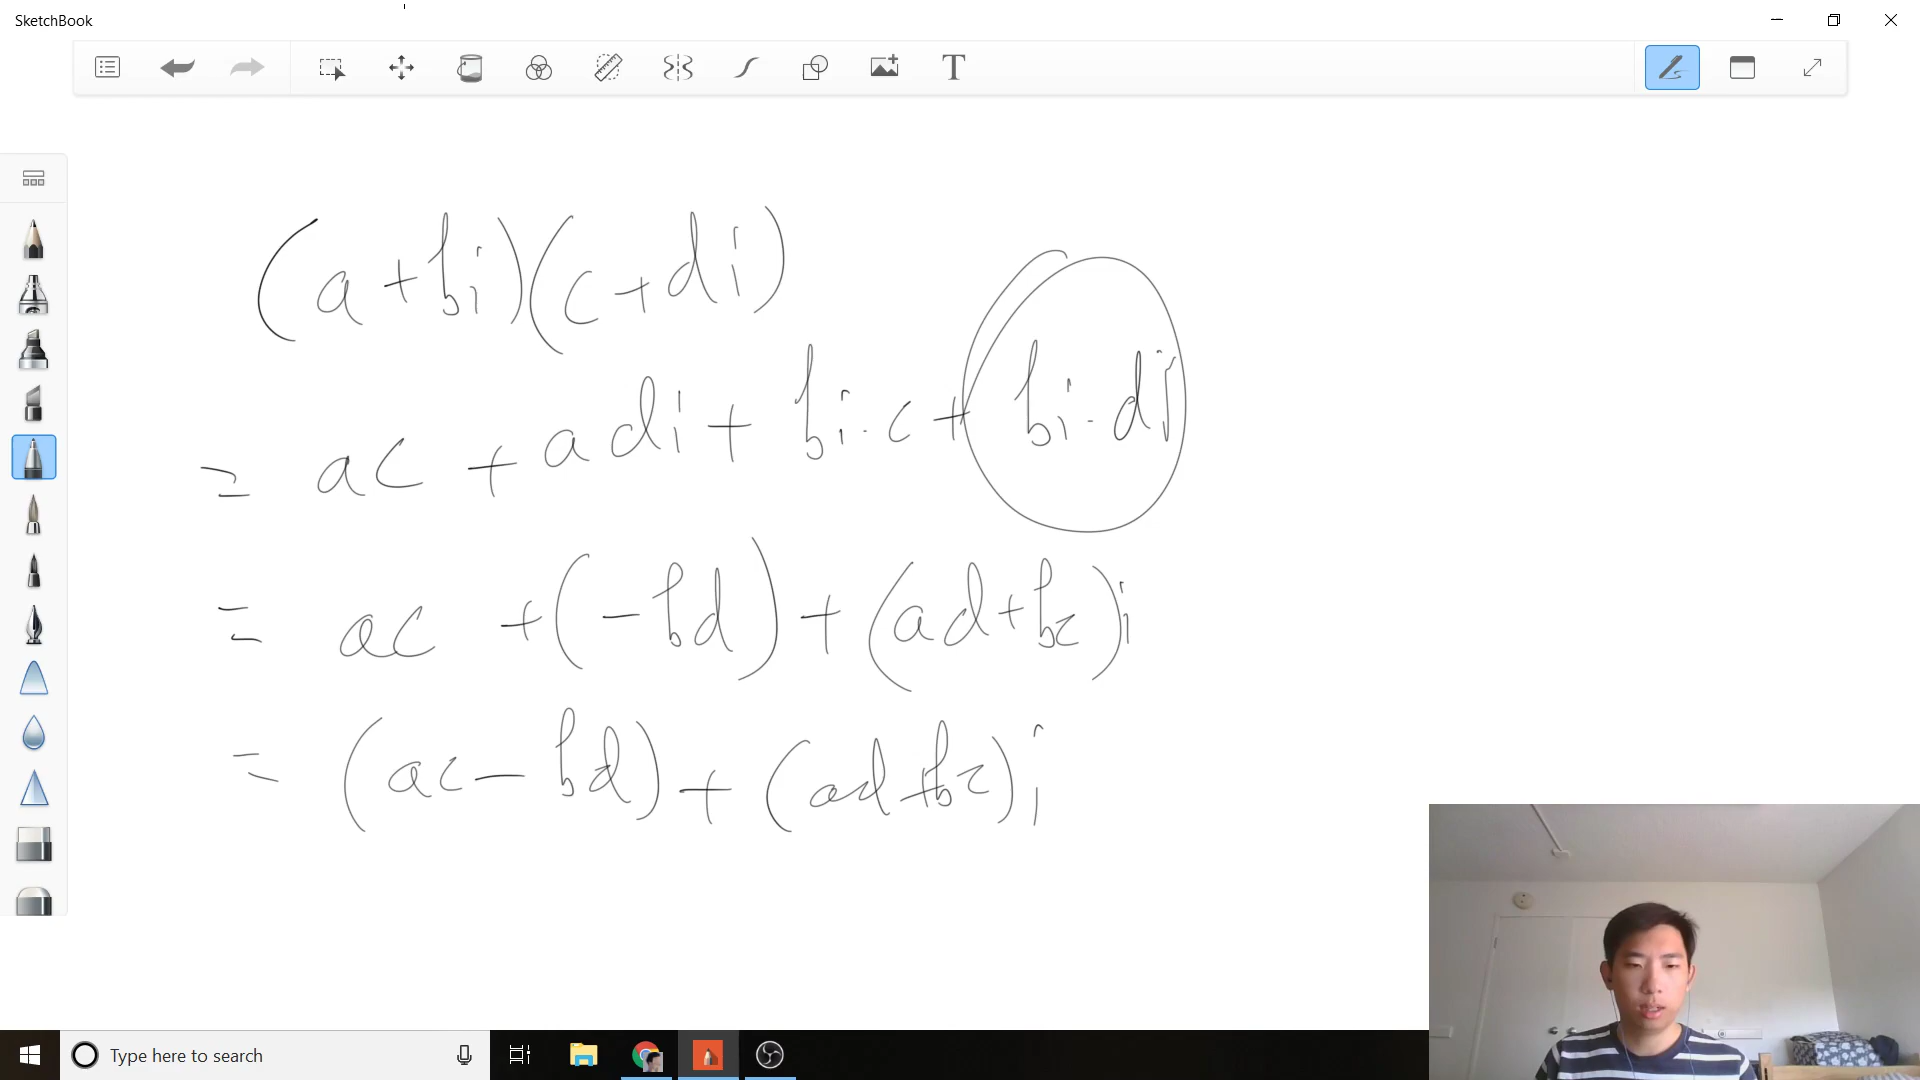 SketchBook
T
(a+bi)(c+di)
= ac + adi + bi·c + bi·di
= ac +(-bd) + (ad+bc)i
= (ac-bd) + (ad+bc)i
Type here to search